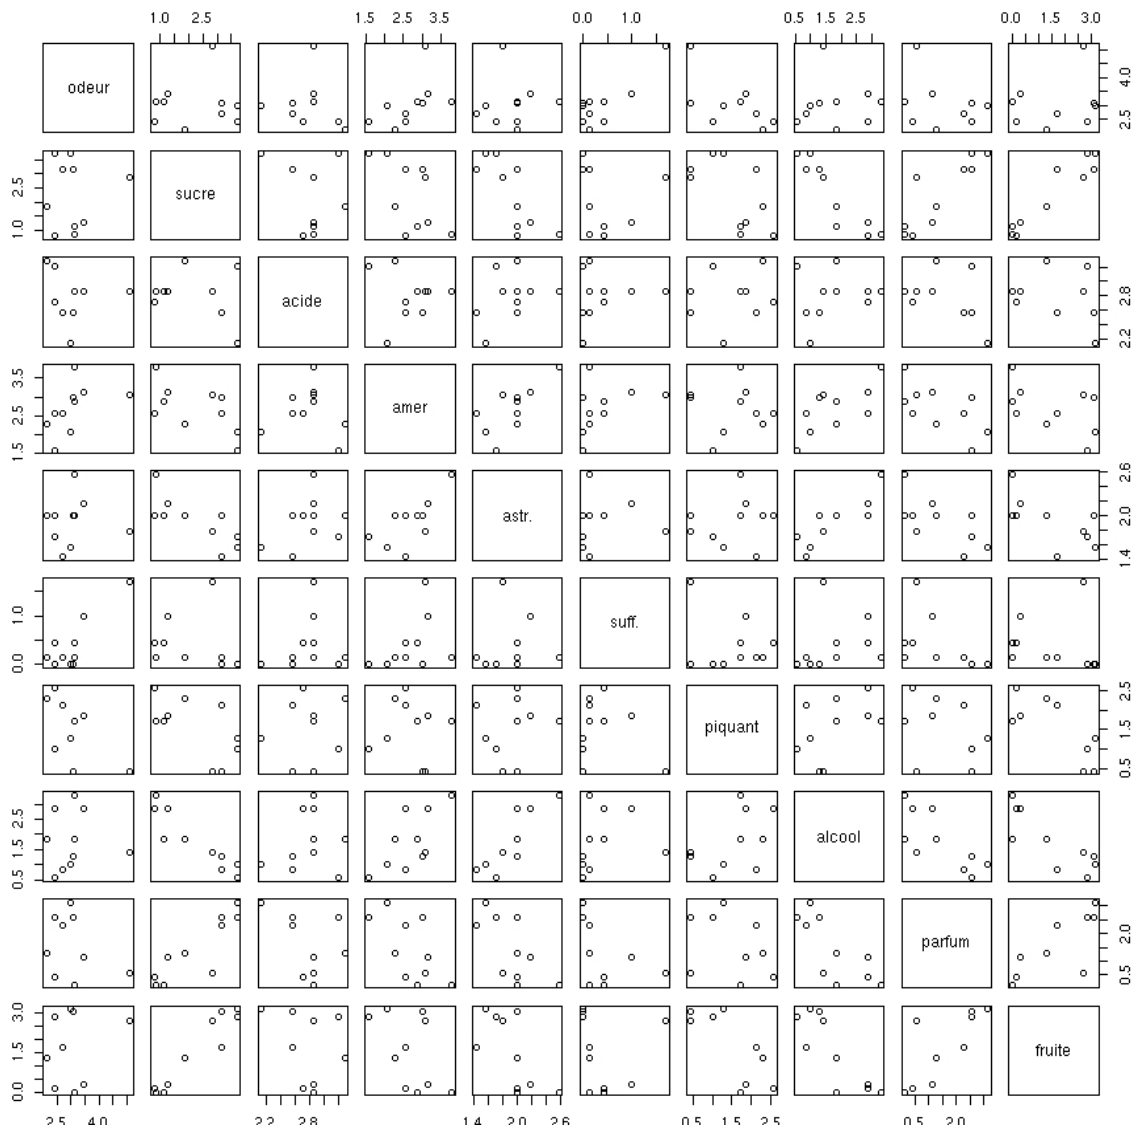 1.0 2.5 1.5 2.5 3.5 0.0 1.0 0.5 1.5 2.5 0.0 1.5 3.0
odeur 2.5 4.0
1.0 2.5 sucre
acide 2.2 2.8
1.5 2.5 3.5 amer
astr. 1.4 2.0 2.6
0.0 1.0 suff.
piquant 0.5 1.5 2.5
0.5 1.5 2.5 alcool
parfum 0.5 2.0
0.0 1.5 3.0 fruite
2.5 4.0 2.2 2.8 1.4 2.0 2.6 0.5 1.5 2.5 0.5 2.0